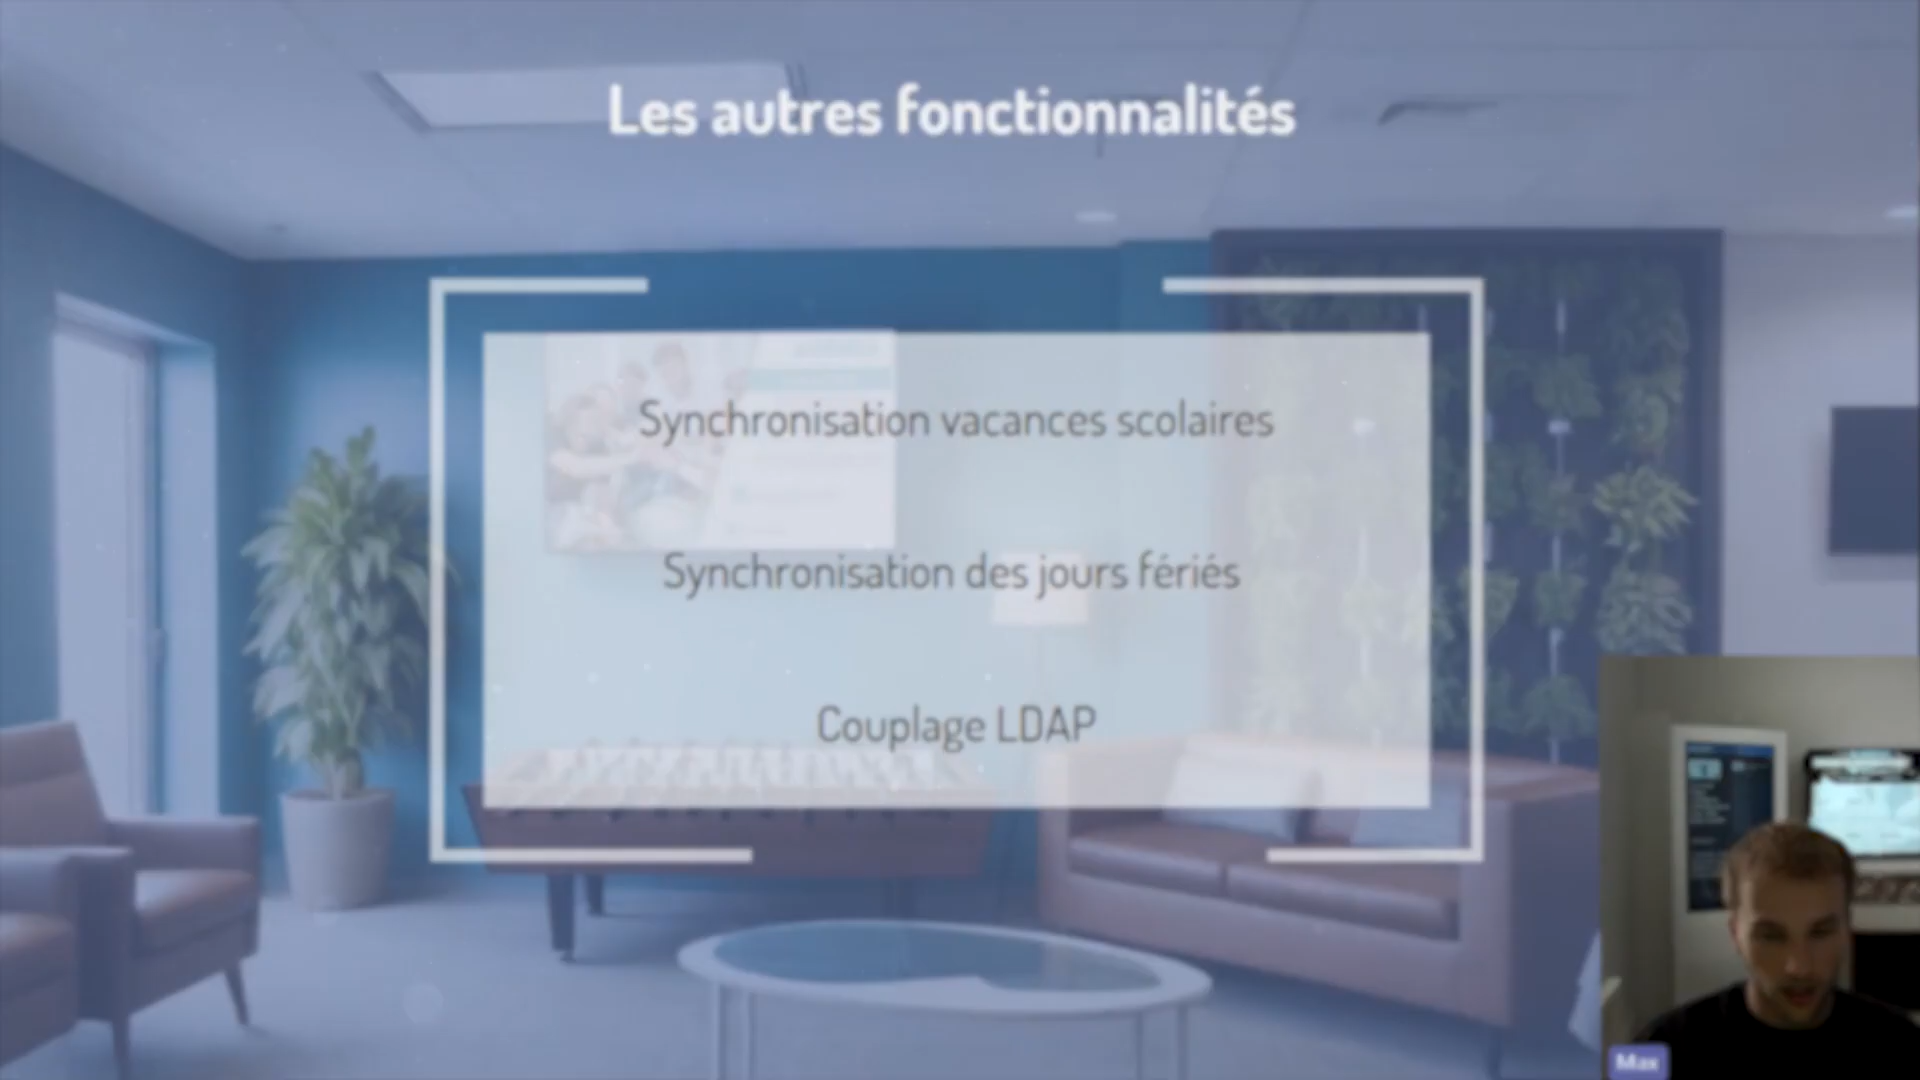 Les autres fonctionnalités
Synchronisation vacances scolaires
Synchronisation des jours fériés
Couplage LDAP
Max